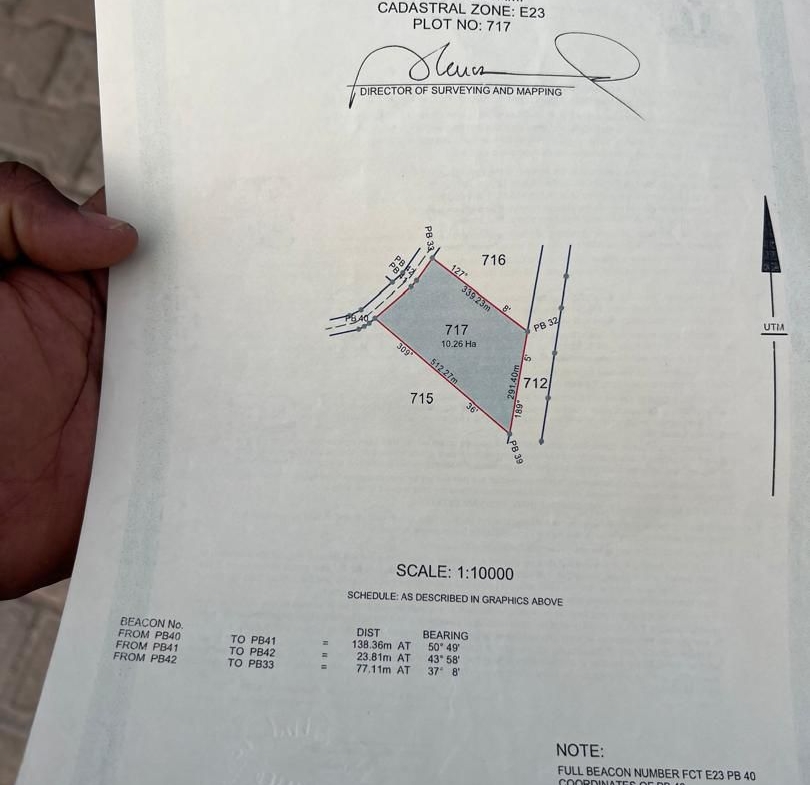 CADASTRAL ZONE: E23
PLOT NO: 717
DIRECTOR OF SURVEYING AND MAPPING
PB 33
716
127°
339.23m
8'
PB 40
717
10.26 Ha
PB 32
UTM
309°
512.27m
36'
5'
291.40m
189°
712
715
PB 39
SCALE: 1:10000
SCHEDULE: AS DESCRIBED IN GRAPHICS ABOVE
BEACON No. DIST BEARING
FROM PB40 TO PB41 = 138.36m AT 50° 49'
FROM PB41 TO PB42 = 23.81m AT 43° 58'
FROM PB42 TO PB33 = 77.11m AT 37° 8'
NOTE:
FULL BEACON NUMBER FCT E23 PB 40